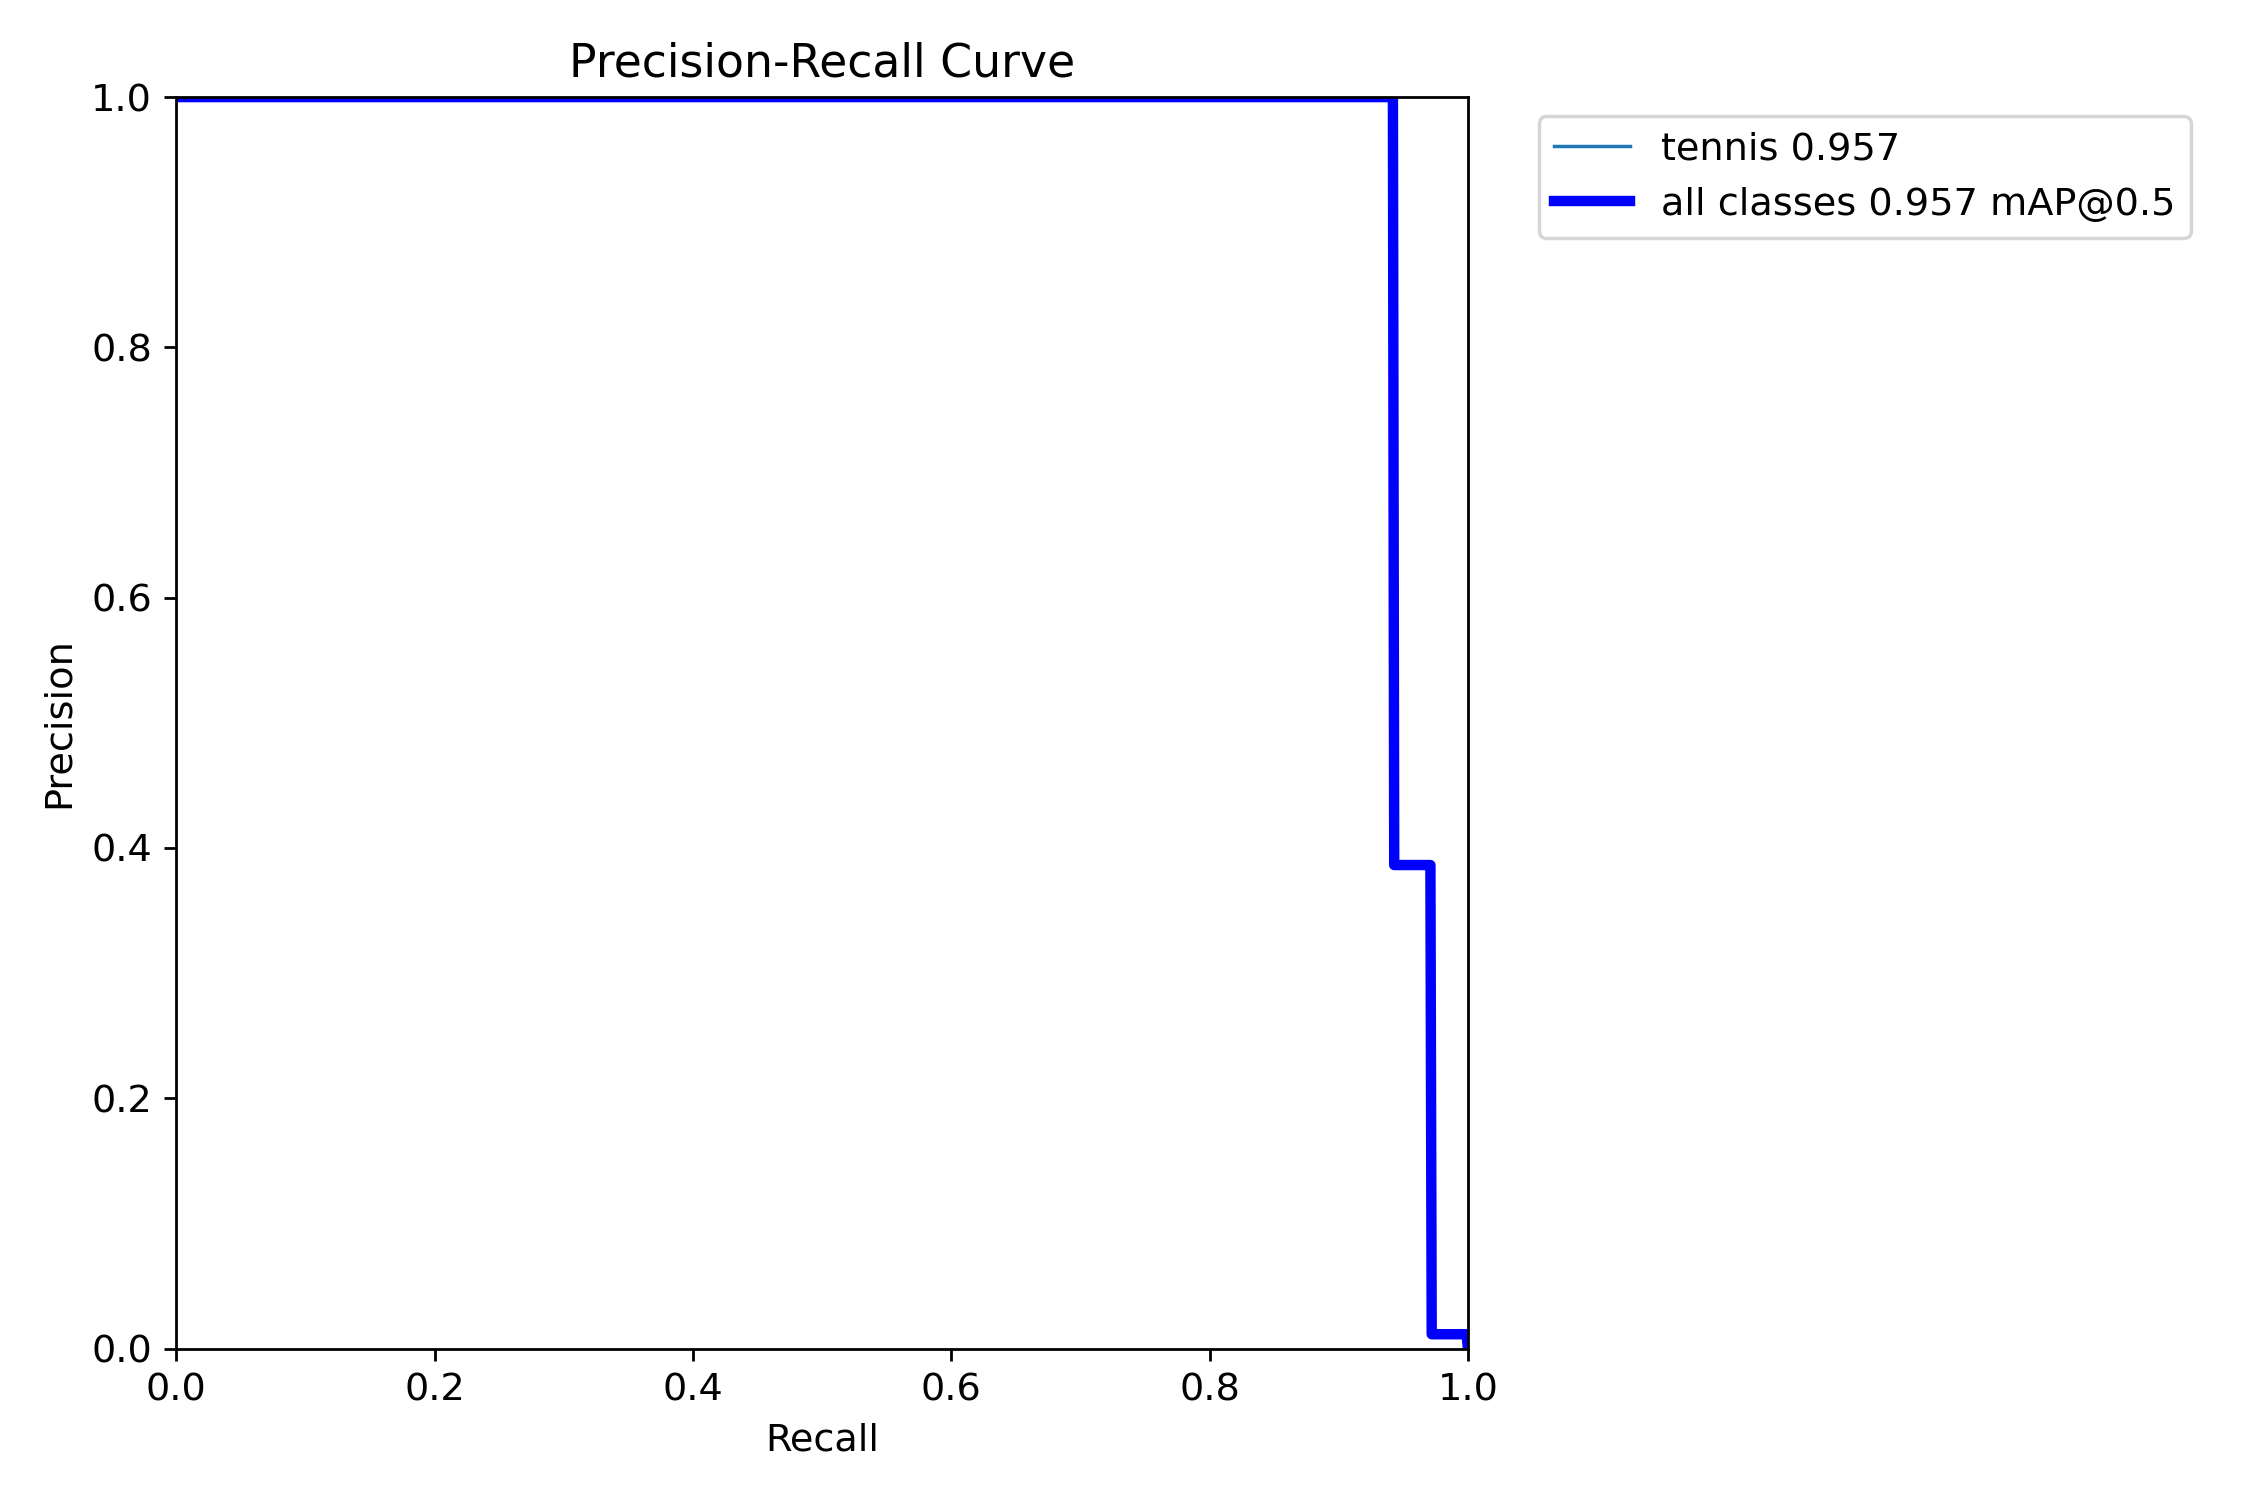 Precision-Recall Curve
1.0
0.8
0.6
0.4
0.2
0.0
Precision
0.0 0.2 0.4 0.6 0.8 1.0
Recall
tennis 0.957
all classes 0.957 mAP@0.5